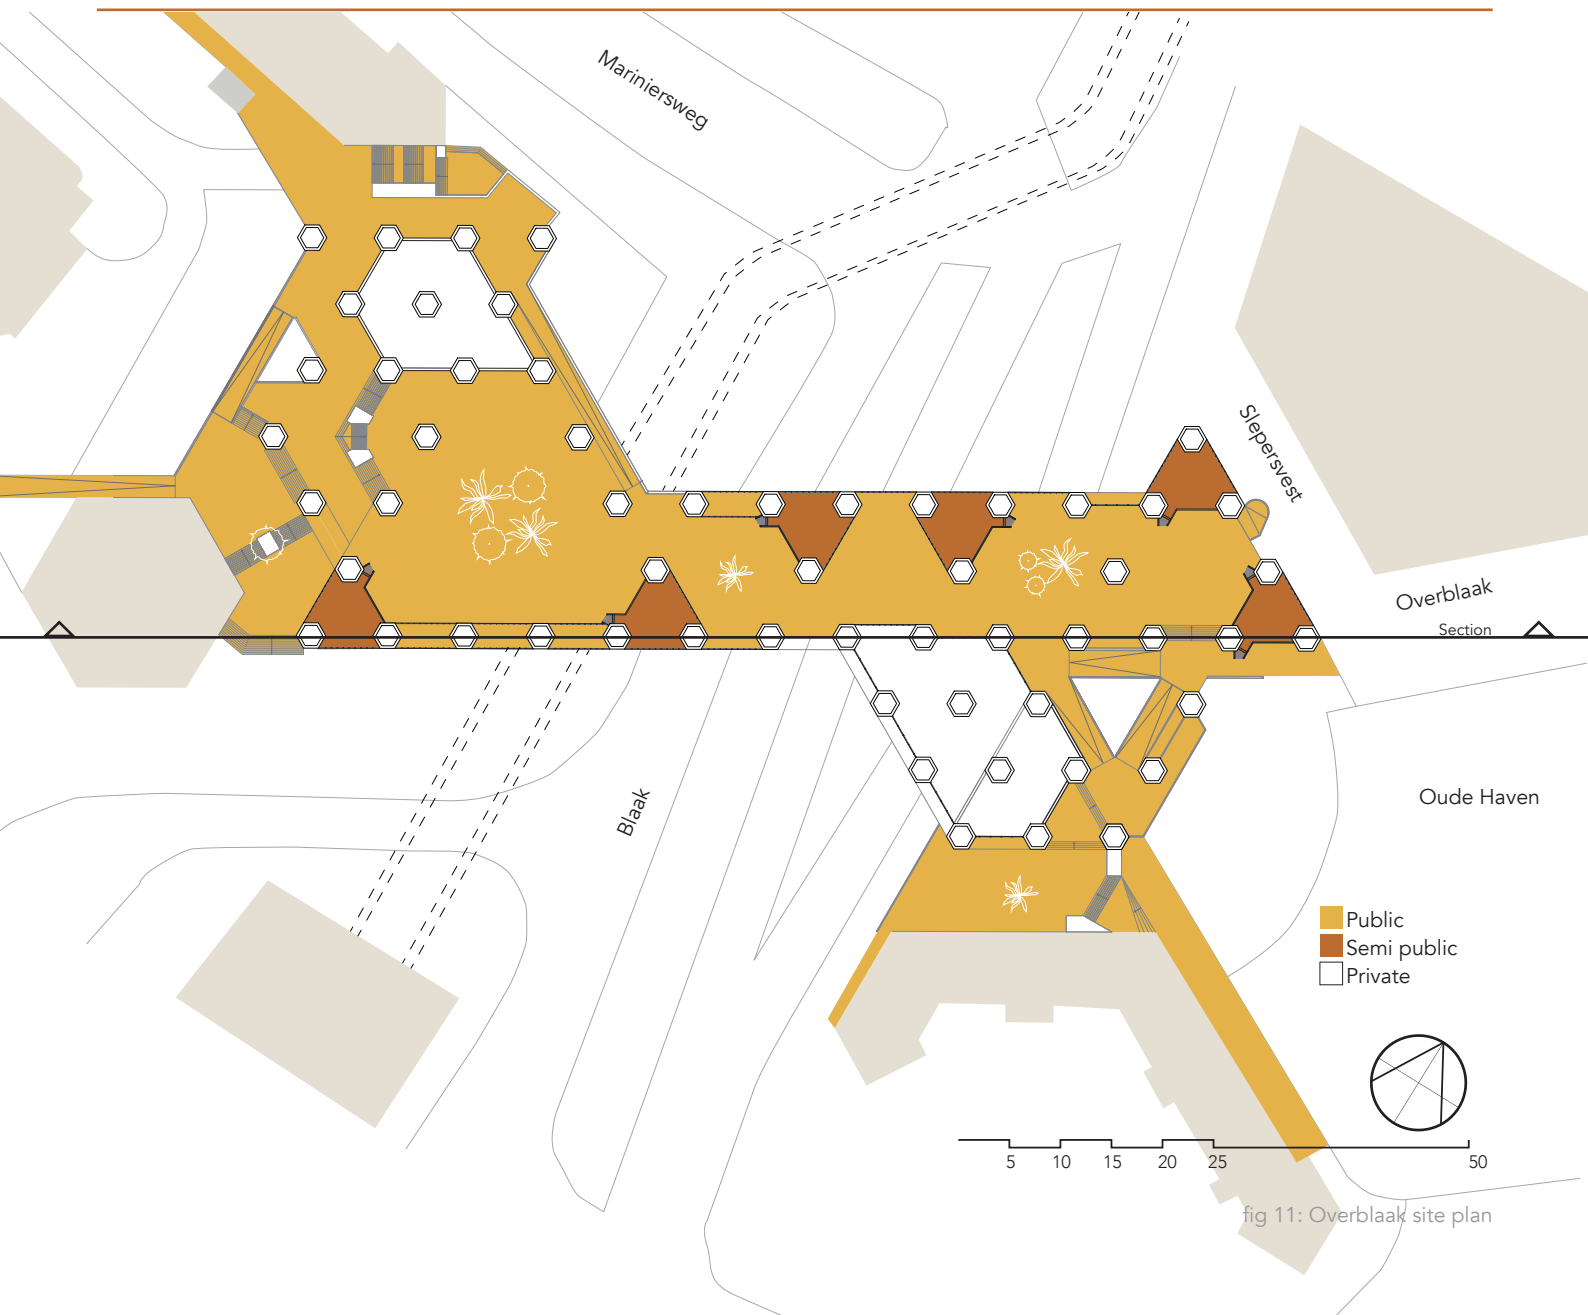 Mariniersweg
Slepersvest
Overblaak
Section
Blaak
Oude Haven
Public
Semi public
Private
5 10 15 20 25 50
fig 11: Overblaak site plan